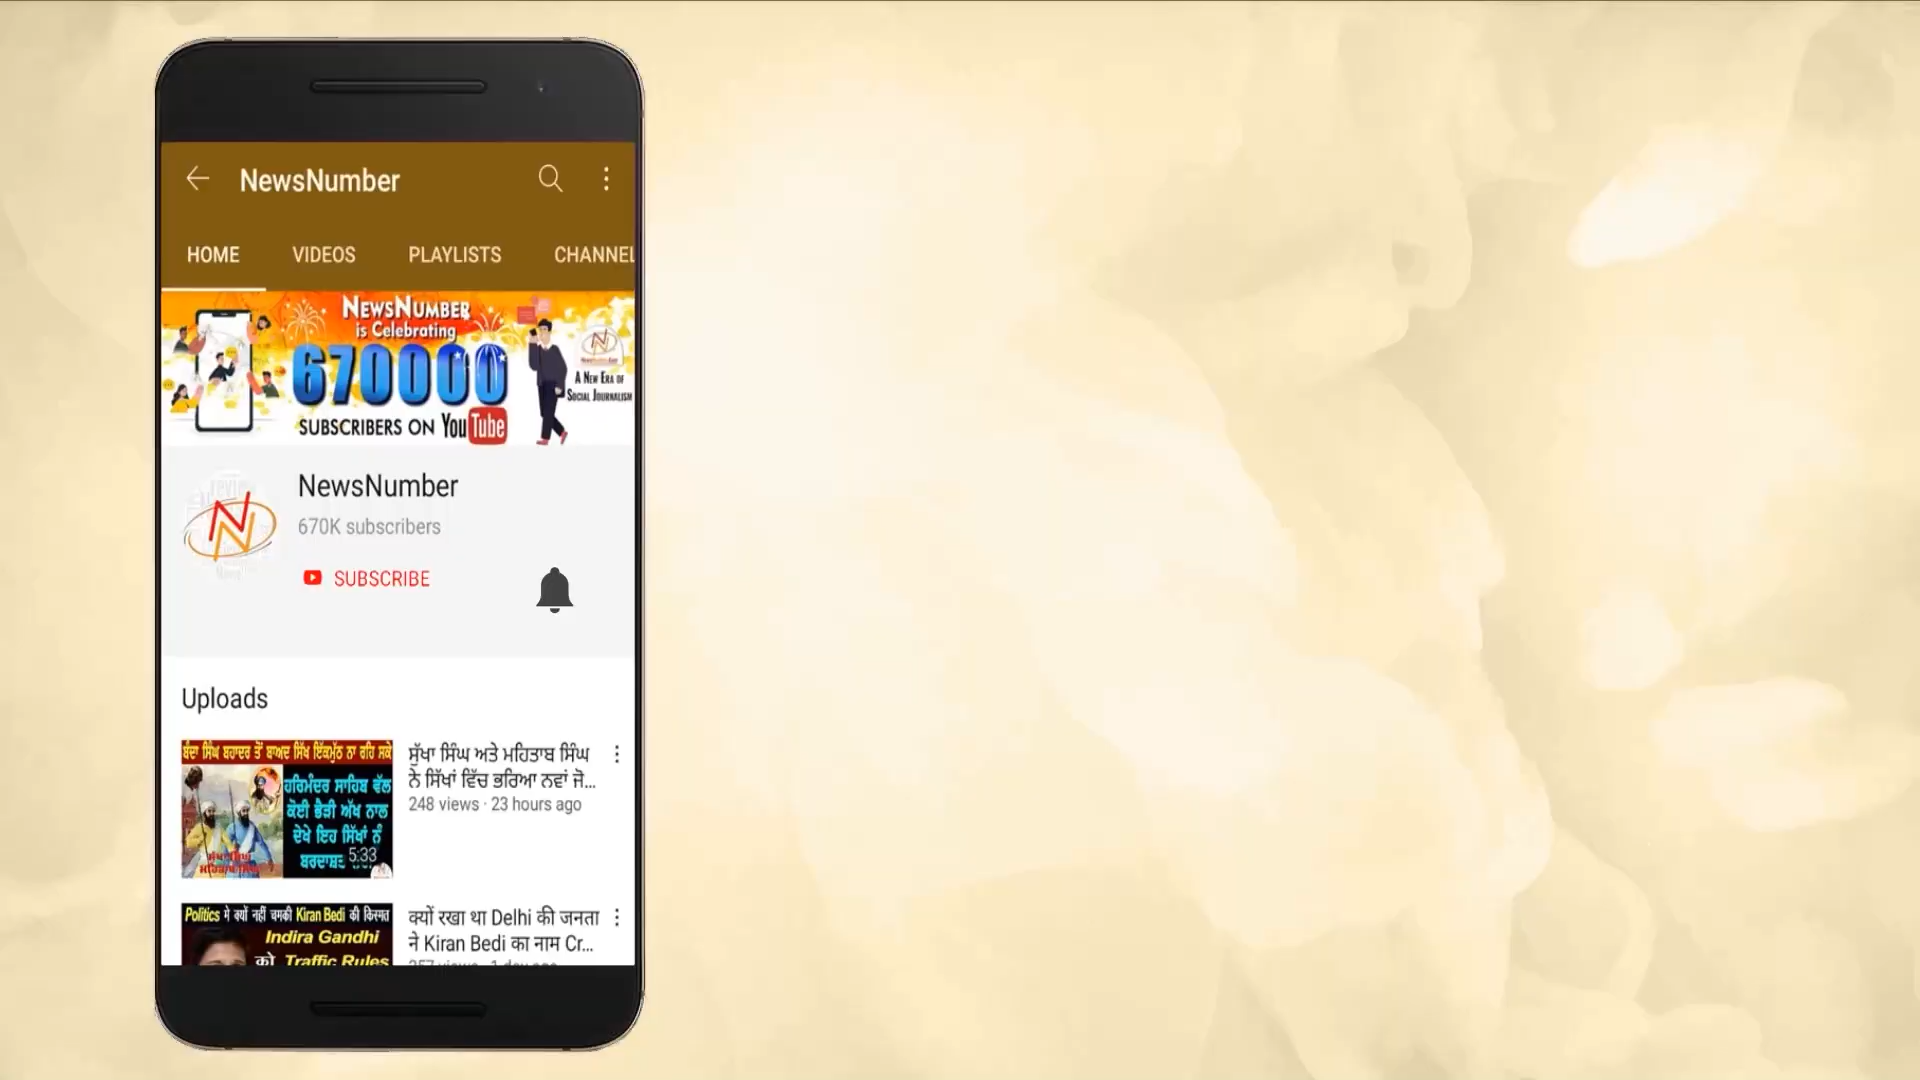 NewsNumber
HOME VIDEOS PLAYLISTS CHANNEL
NEWSNUMBER
is Celebrating
670000
SUBSCRIBERS ON YouTube
A NEW ERA OF
SOCIAL JOURNALISM
NewsNumber
670K subscribers
SUBSCRIBE
Uploads
ਬੰਦਾ ਸਿੰਘ ਬਹਾਦਰ ਤੋਂ ਬਾਅਦ ਸਿੱਖ ਇੱਕਮੁੱਠ ਨਾ ਰਹਿ ਸਕੇ
ਹਰਿਮੰਦਰ ਸਾਹਿਬ ਵੱਲ
ਕੋਈ ਭੈੜੀ ਅੱਖ ਨਾਲ
ਦੇਖੇ ਇਹ ਸਿੱਖਾਂ ਨੂੰ
5:33
ਸੁੱਖਾ ਸਿੰਘ ਅਤੇ ਮਹਿਤਾਬ ਸਿੰਘ
ਨੇ ਸਿੱਖਾਂ ਵਿੱਚ ਭਰਿਆ ਨਵਾਂ ਜੋ...
248 views · 23 hours ago
Politics में क्यों नहीं चमकी Kiran Bedi की किस्मत
Indira Gandhi
को Traffic Rules
क्यों रखा था Delhi की जनता
ने Kiran Bedi का नाम Cr...